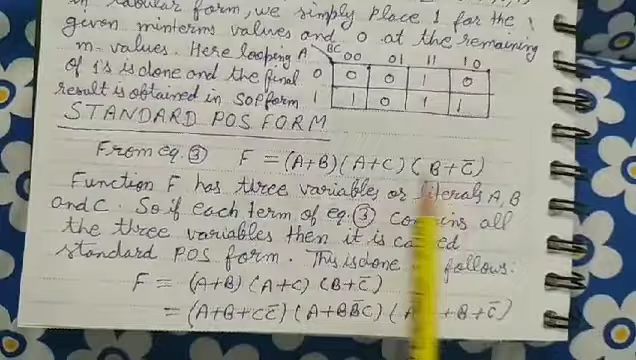 in tabular form, we simply place 1 for the
given minterms values and 0 at the remaining
m-values. Here looping A BC 00 01 11 10
of 1's is done and the final 0 0 0 1 0
result is obtained in SOP form 1 1 0 1 1
STANDARD POS FORM
From eq. ③ F = (A+B)(A+C)(B+C̅)
Function F has three variables or literals A, B
and C. So if each term of eq. ③ contains all
the three variables then it is called
standard POS form. This is done follows:
F = (A+B) (A+C) (B+C̅)
= (A+B+CC̅) (A+BB̅C) (A +B+C̅)